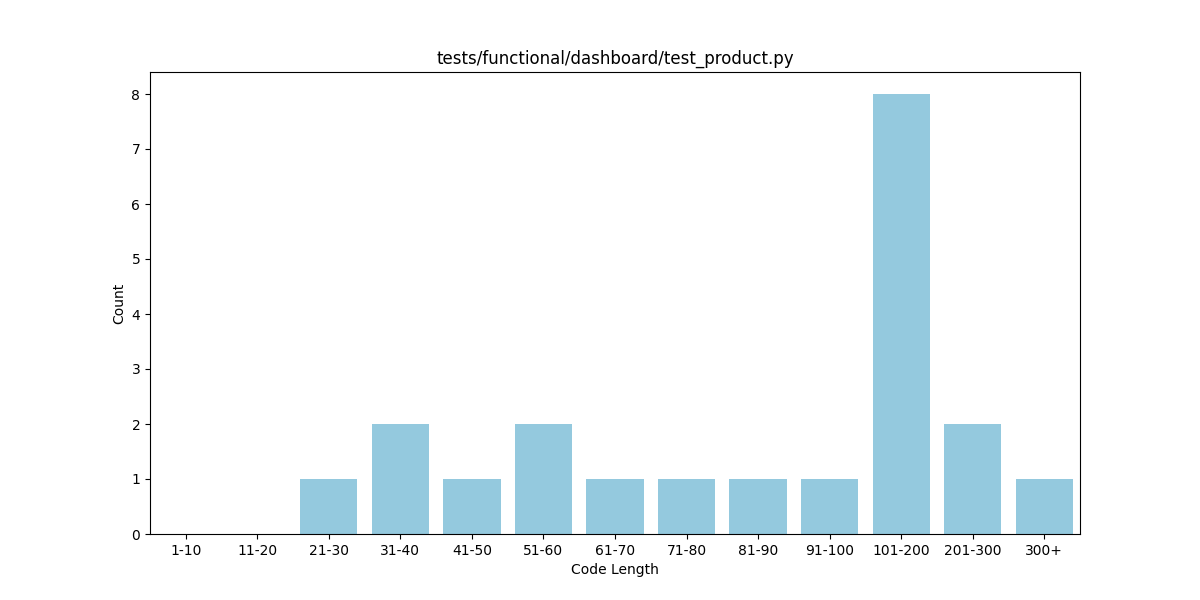 tests/functional/dashboard/test_product.py
8
7
6
5
4
3
2
1
0
Count
1-10 11-20 21-30 31-40 41-50 51-60 61-70 71-80 81-90 91-100 101-200 201-300 300+
Code Length